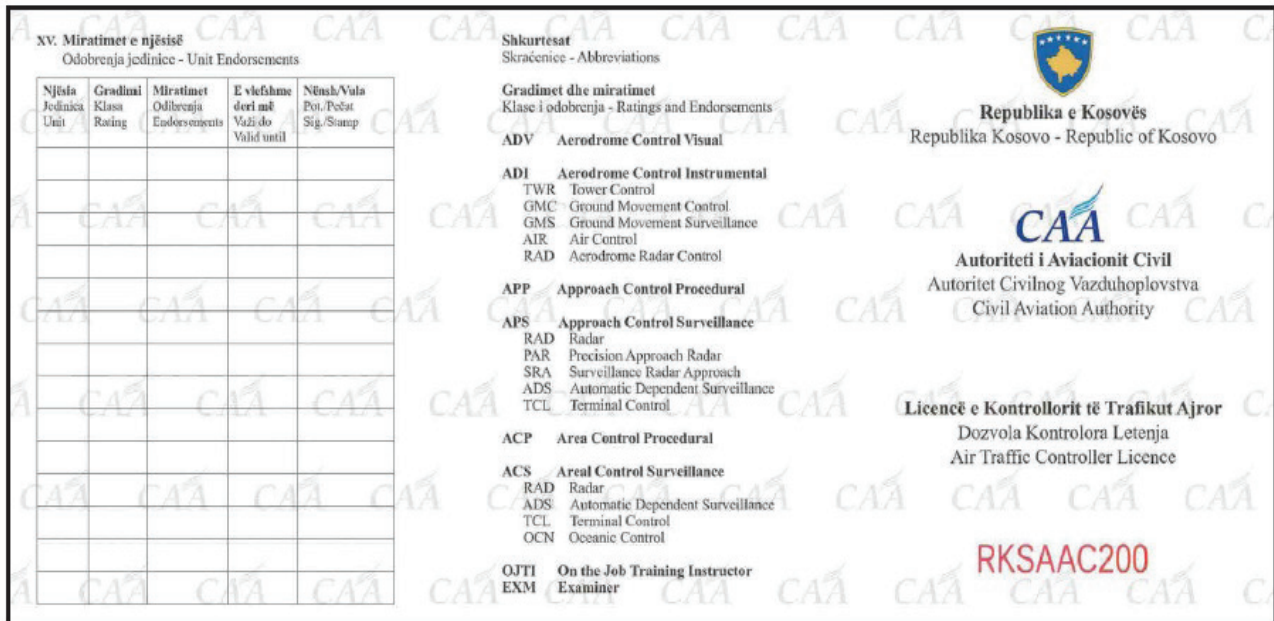 XV. Miratimet e njësisë
Odobrenja jedinice - Unit Endorsements
Njësia Gradimi Miratimet E vlefshme Nënsh/Vula
Jedinica Klasa Odibrenja deri më Pot./Pečat
Unit Rating Endorsements Važi do Sig./Stamp
Valid until
Shkurtesat
Skraćenice - Abbreviations
Gradimet dhe miratimet
Klase i odobrenja - Ratings and Endorsements
ADV Aerodrome Control Visual
ADI Aerodrome Control Instrumental
TWR Tower Control
GMC Ground Movement Control
GMS Ground Movement Surveillance
AIR Air Control
RAD Aerodrome Radar Control
APP Approach Control Procedural
APS Approach Control Surveillance
RAD Radar
PAR Precision Approach Radar
SRA Surveillance Radar Approach
ADS Automatic Dependent Surveillance
TCL Terminal Control
ACP Area Control Procedural
ACS Areal Control Surveillance
RAD Radar
ADS Automatic Dependent Surveillance
TCL Terminal Control
OCN Oceanic Control
OJTI On the Job Training Instructor
EXM Examiner
Republika e Kosovës
Republika Kosovo - Republic of Kosovo
CAA
Autoriteti i Aviacionit Civil
Autoritet Civilnog Vazduhoplovstva
Civil Aviation Authority
Licencë e Kontrollorit të Trafikut Ajror
Dozvola Kontrolora Letenja
Air Traffic Controller Licence
RKSAAC200